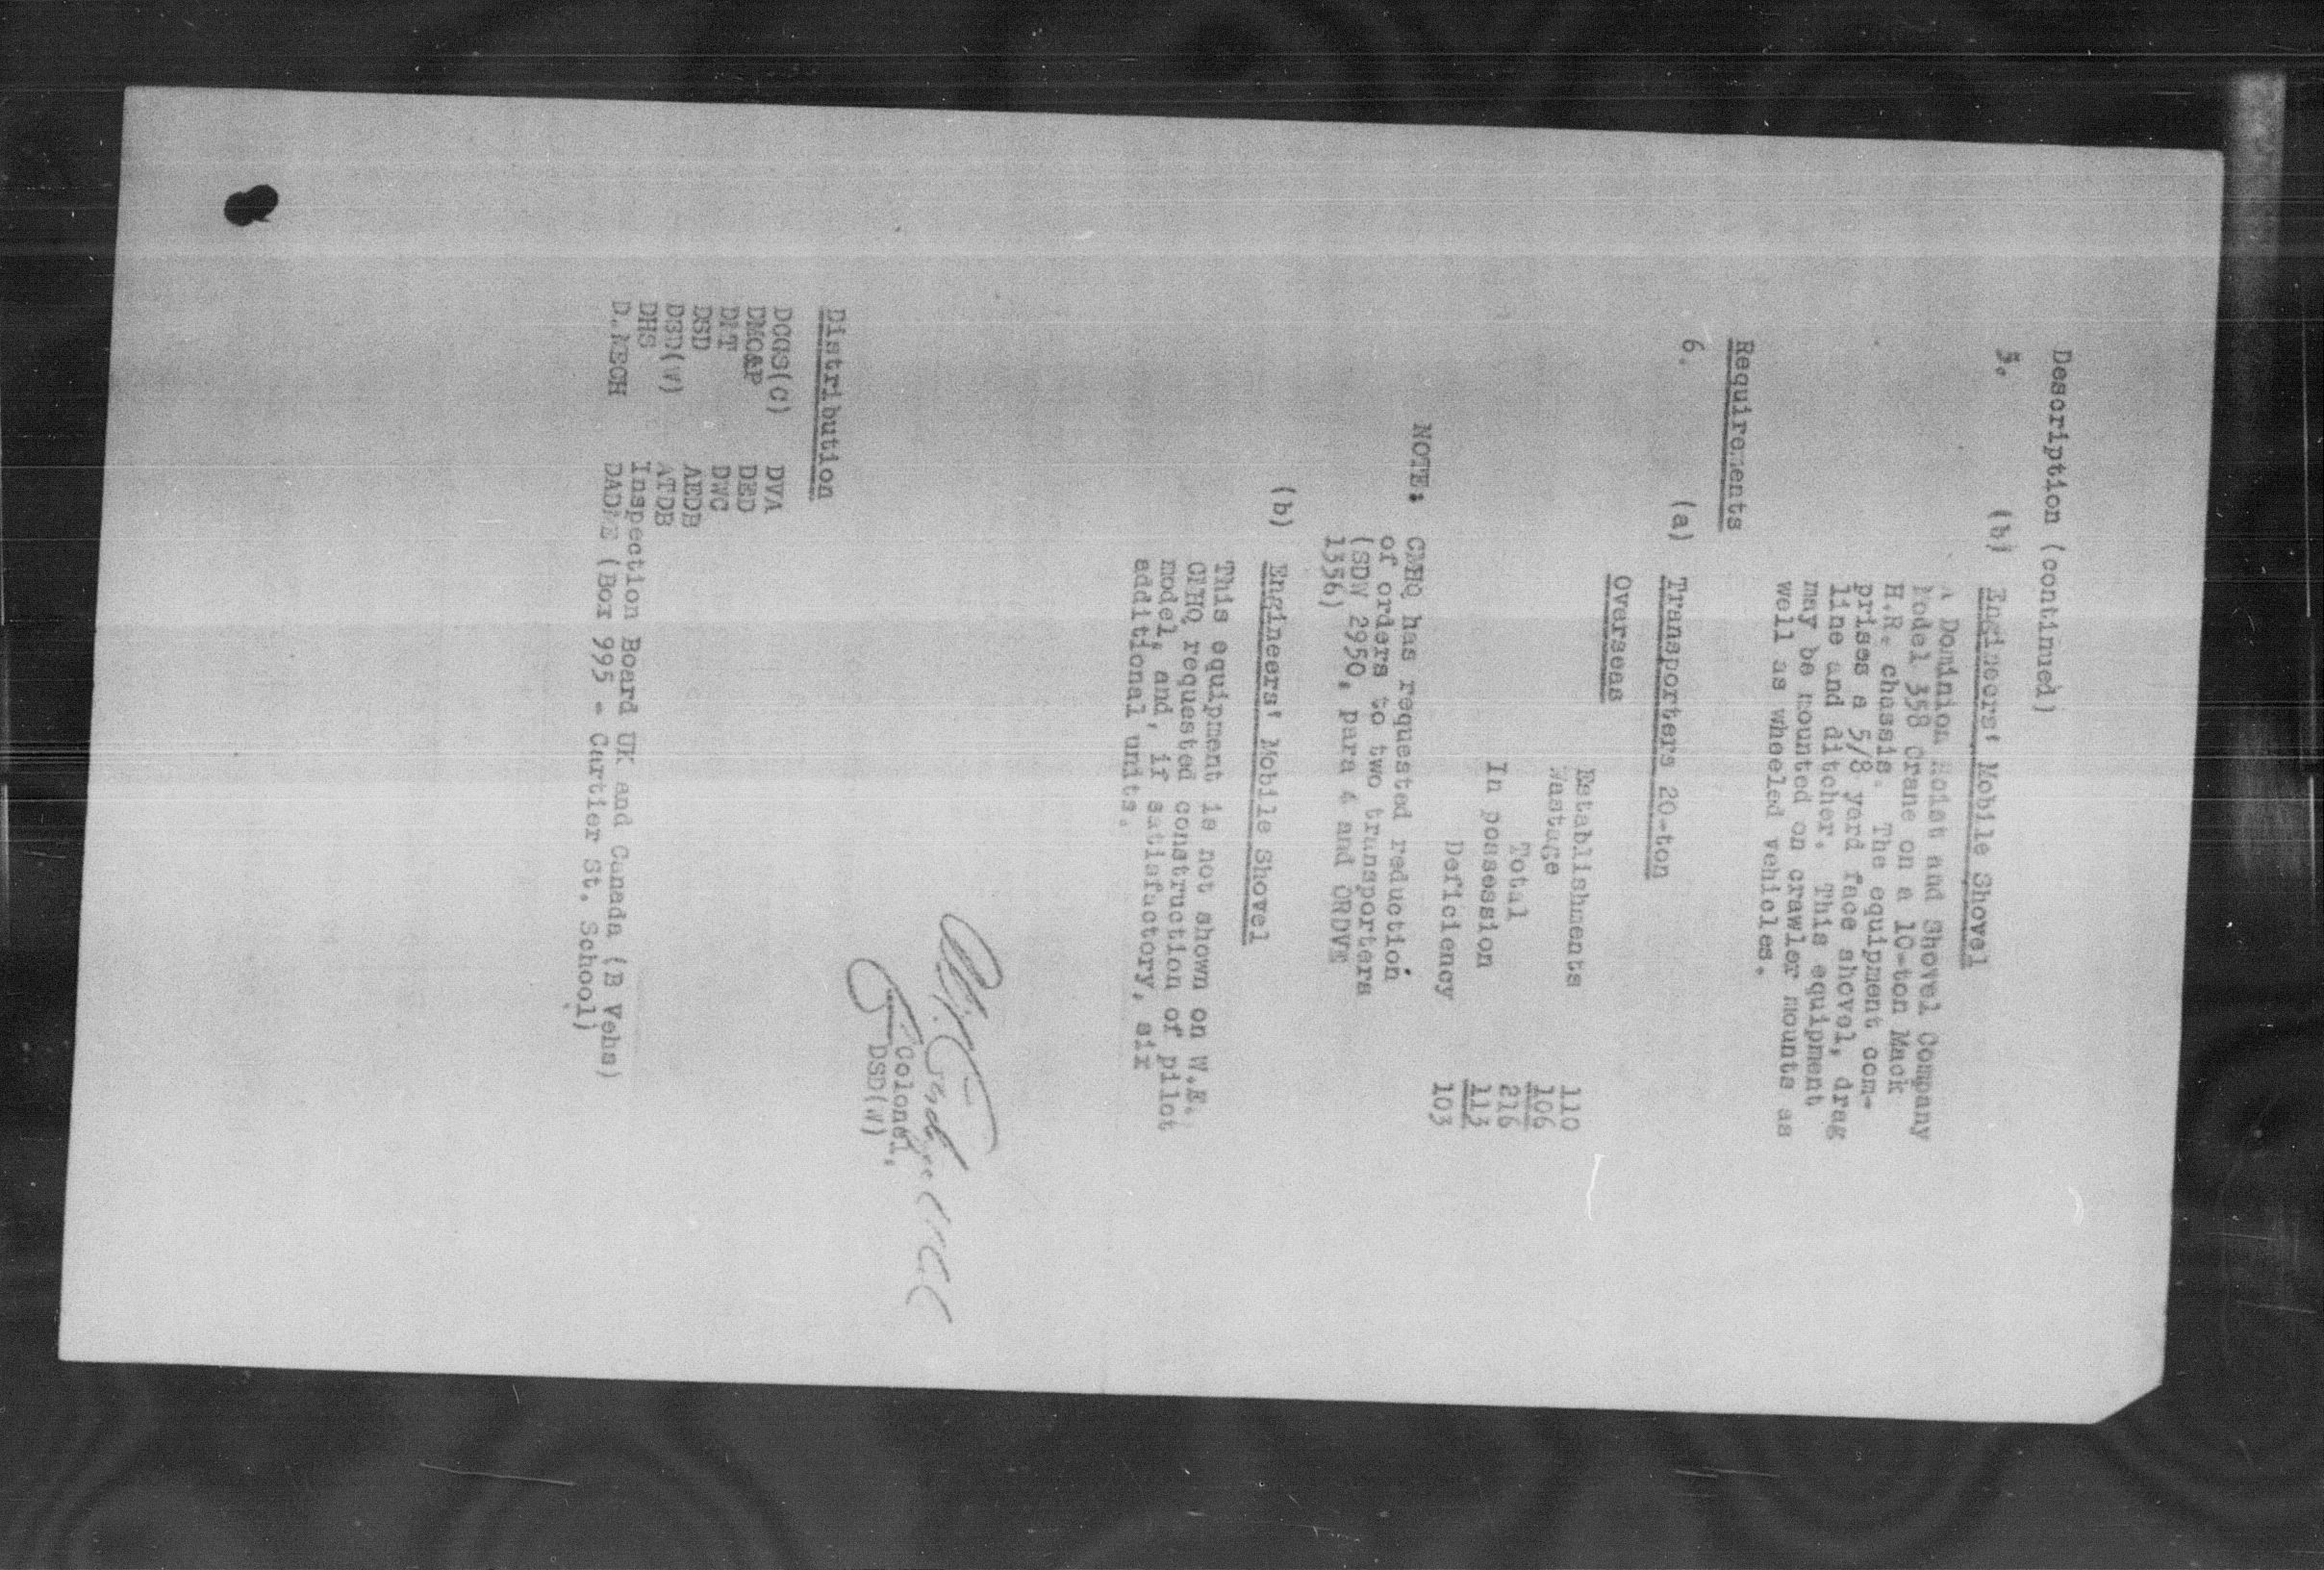 Description (continued)
5. (b) Engineers' Mobile Shovel
A Dominion Hoist and Shovel Company
Model 358 Crane on a 10-ton Mack
H.R. chassis. The equipment com-
prises a 5/8 yard face shovel, drag
line and ditcher. This equipment
may be mounted on crawler mounts as
well as wheeled vehicles.
Requirements
6. (a) Transporters 20-ton
Overseas
Establishments 110
Wastage 106
Total 216
In possession 113
Deficiency 103
NOTE: CMHQ has requested reduction
of orders to two transporters
(SDW 2950, para 4 and ORDVE
1356)
(b) Engineers' Mobile Shovel
This equipment is not shown on W.E.
CMHQ requested construction of pilot
model, and, if satisfactory, six
additional units.
Colonel,
DSD(W)
Distribution
DCGS(C) DVA
DMO&P DED
DMT DWC
DSD AEDB
DSD(W) ATDB
DHS Inspection Board UK and Canada (B Vehs)
D.MECH DADME (Box 995 - Cartier St. School)